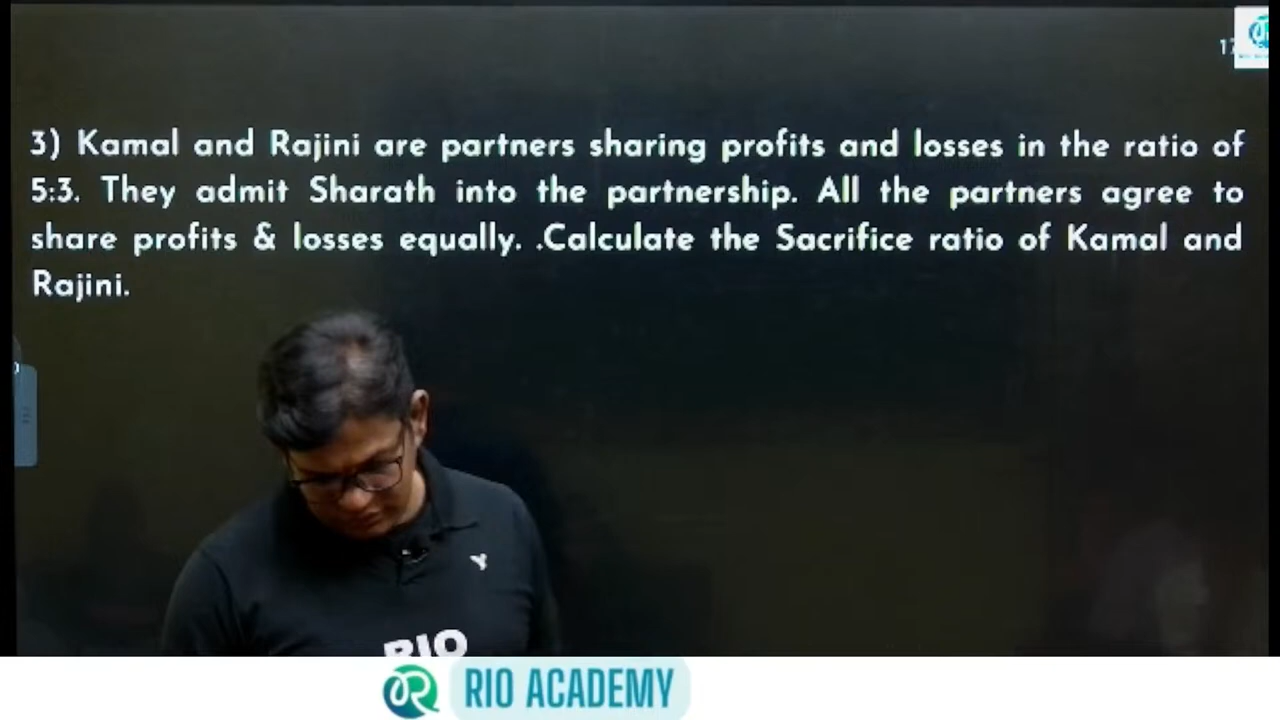 3) Kamal and Rajini are partners sharing profits and losses in the ratio of
5:3. They admit Sharath into the partnership. All the partners agree to
share profits & losses equally. .Calculate the Sacrifice ratio of Kamal and
Rajini.
RIO
RIO ACADEMY